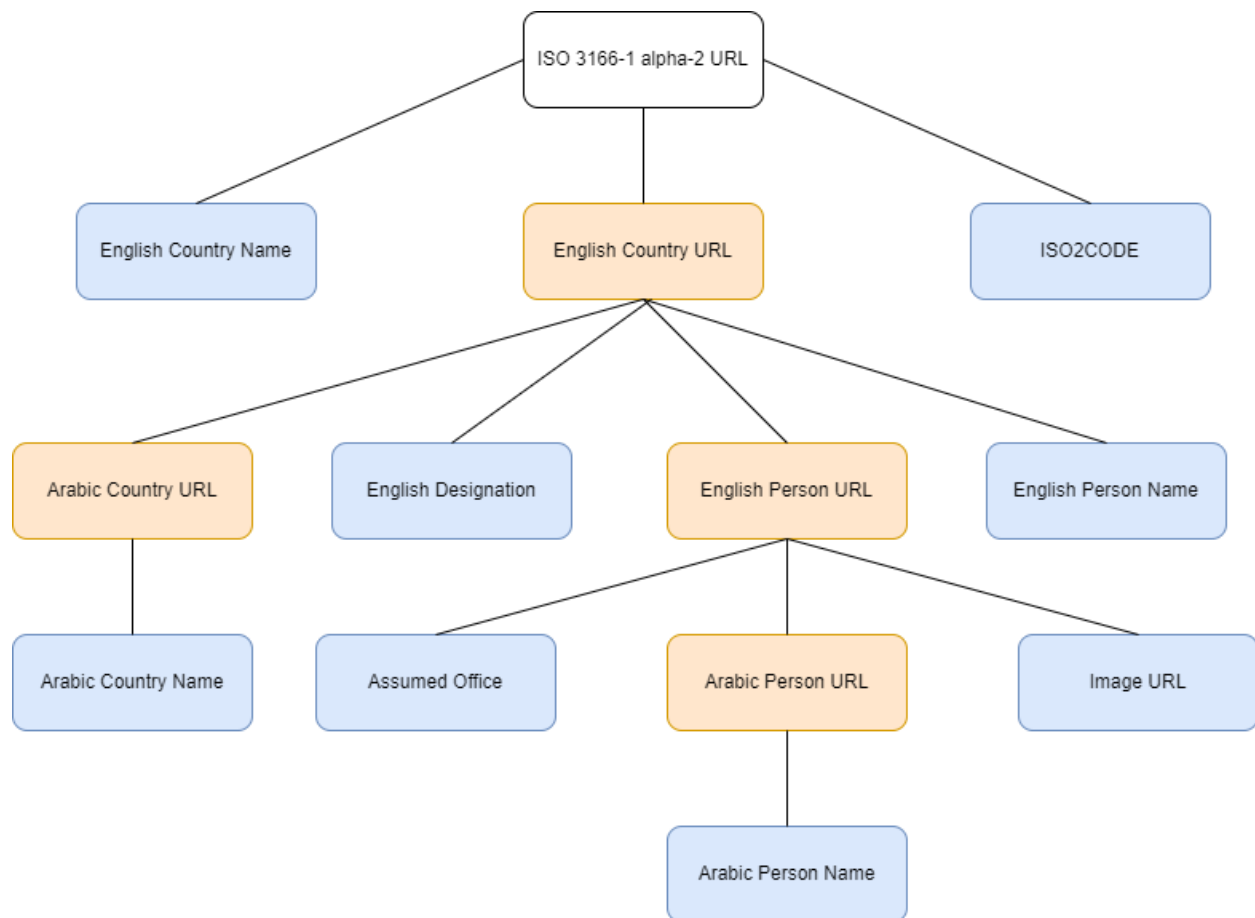 ISO 3166-1 alpha-2 URL
English Country Name
English Country URL
ISO2CODE
Arabic Country URL
English Designation
English Person URL
English Person Name
Arabic Country Name
Assumed Office
Arabic Person URL
Image URL
Arabic Person Name